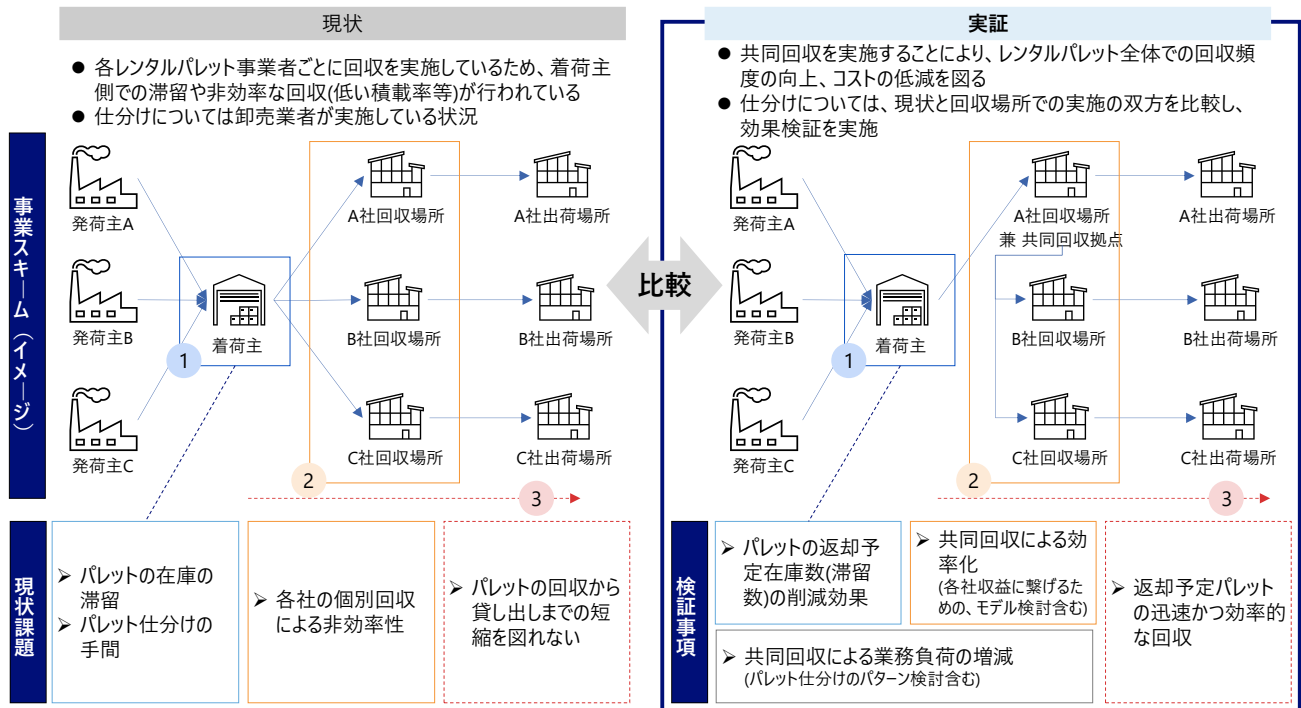 現状
● 各レンタルパレット事業者ごとに回収を実施しているため、着荷主
側での滞留や非効率な回収(低い積載率等)が行われている
● 仕分けについては卸売業者が実施している状況
事業スキーム（イメージ）
発荷主A
発荷主B
発荷主C
着荷主
1
A社回収場所
B社回収場所
C社回収場所
2
A社出荷場所
B社出荷場所
C社出荷場所
3
現状課題
➢ パレットの在庫の
滞留
➢ パレット仕分けの
手間
➢ 各社の個別回収
による非効率性
➢ パレットの回収から
貸し出しまでの短
縮を図れない
比較
実証
● 共同回収を実施することにより、レンタルパレット全体での回収頻
度の向上、コストの低減を図る
● 仕分けについては、現状と回収場所での実施の双方を比較し、
効果検証を実施
発荷主A
発荷主B
発荷主C
着荷主
1
A社回収場所
兼 共同回収拠点
B社回収場所
C社回収場所
2
A社出荷場所
B社出荷場所
C社出荷場所
3
検証事項
➢ パレットの返却予
定在庫数(滞留
数)の削減効果
➢ 共同回収による効
率化
(各社収益に繋げるた
めの、モデル検討含む)
➢ 返却予定パレット
の迅速かつ効率的
な回収
➢ 共同回収による業務負荷の増減
(パレット仕分けのパターン検討含む)